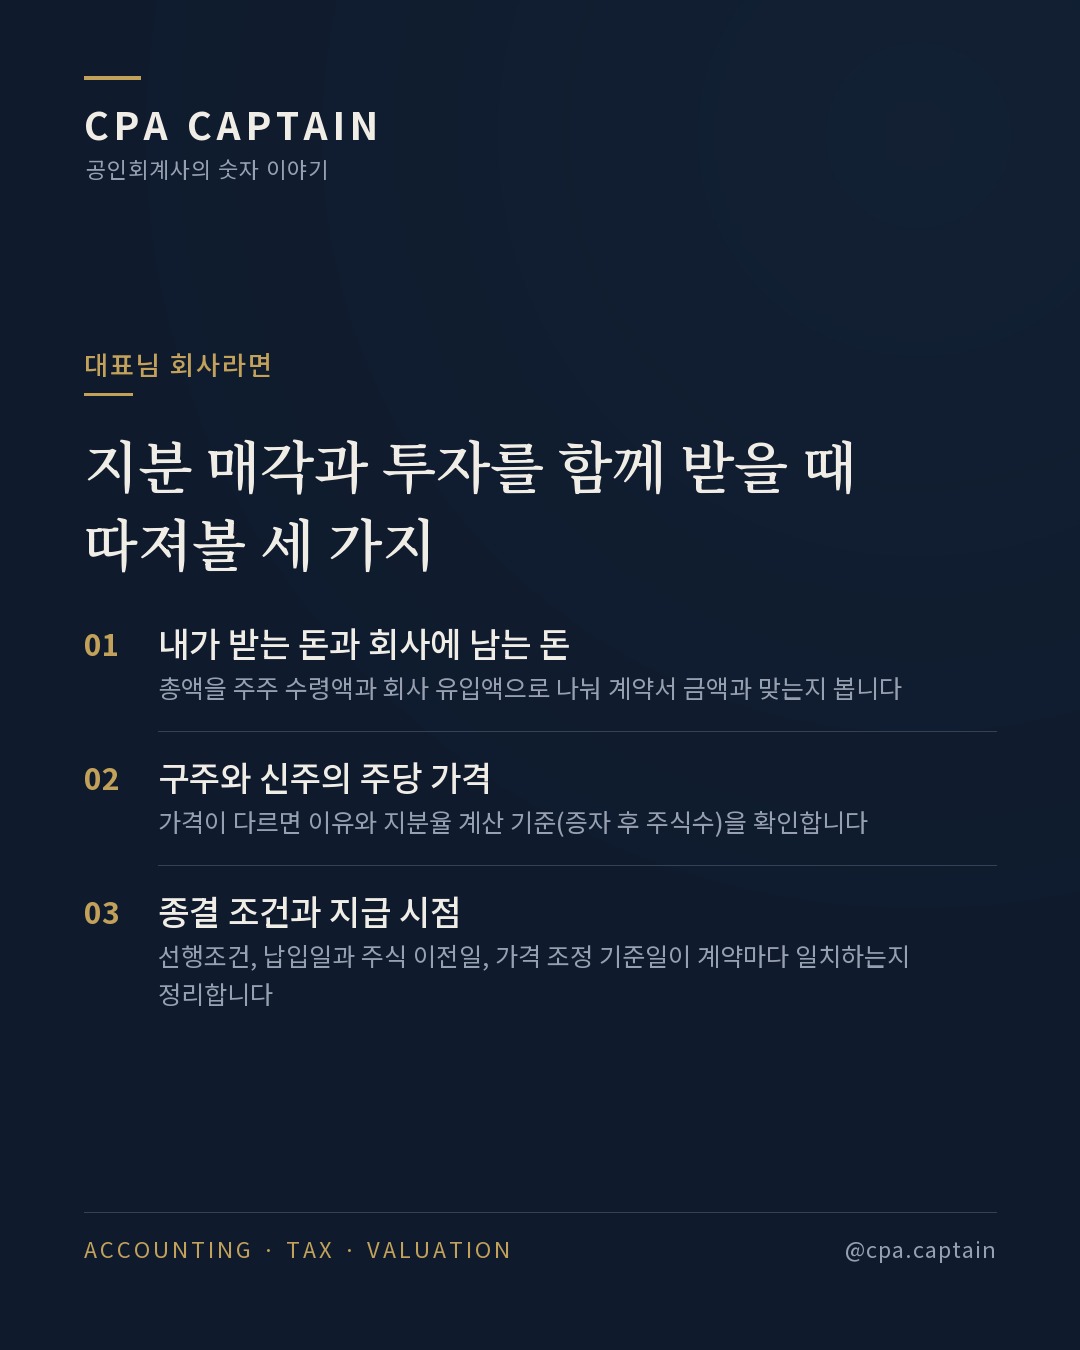 CPA CAPTAIN
공인회계사의 숫자 이야기
대표님 회사라면
지분 매각과 투자를 함께 받을 때
따져볼 세 가지
01 내가 받는 돈과 회사에 남는 돈
총액을 주주 수령액과 회사 유입액으로 나눠 계약서 금액과 맞는지 봅니다
02 구주와 신주의 주당 가격
가격이 다르면 이유와 지분율 계산 기준(증자 후 주식수)을 확인합니다
03 종결 조건과 지급 시점
선행조건, 납입일과 주식 이전일, 가격 조정 기준일이 계약마다 일치하는지
정리합니다
ACCOUNTING · TAX · VALUATION
@cpa.captain